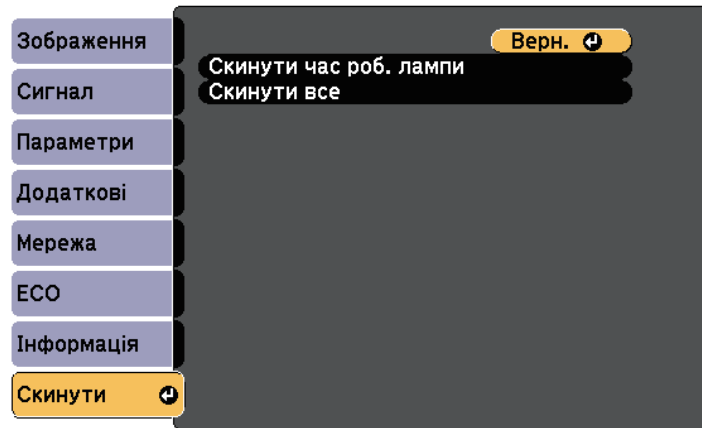 Зображення
Сигнал
Параметри
Додаткові
Мережа
ECO
Інформація
Скинути
Верн.
Скинути час роб. лампи
Скинути все